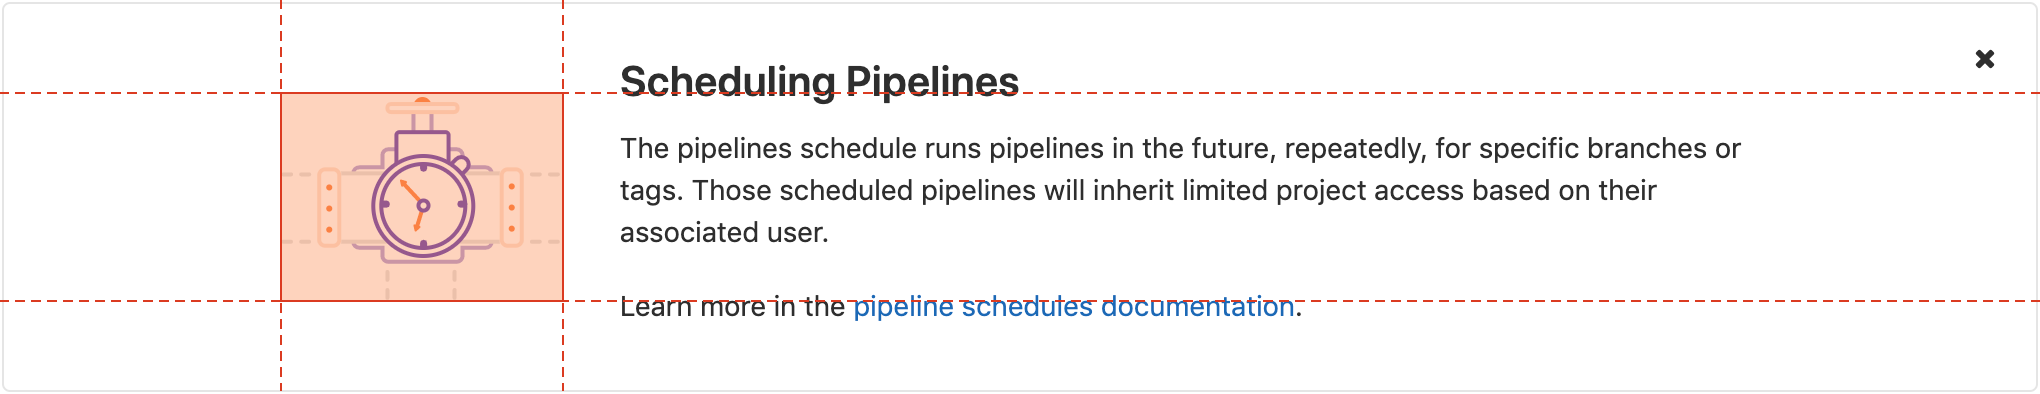 Scheduling Pipelines
The pipelines schedule runs pipelines in the future, repeatedly, for specific branches or
tags. Those scheduled pipelines will inherit limited project access based on their
associated user.
Learn more in the pipeline schedules documentation.